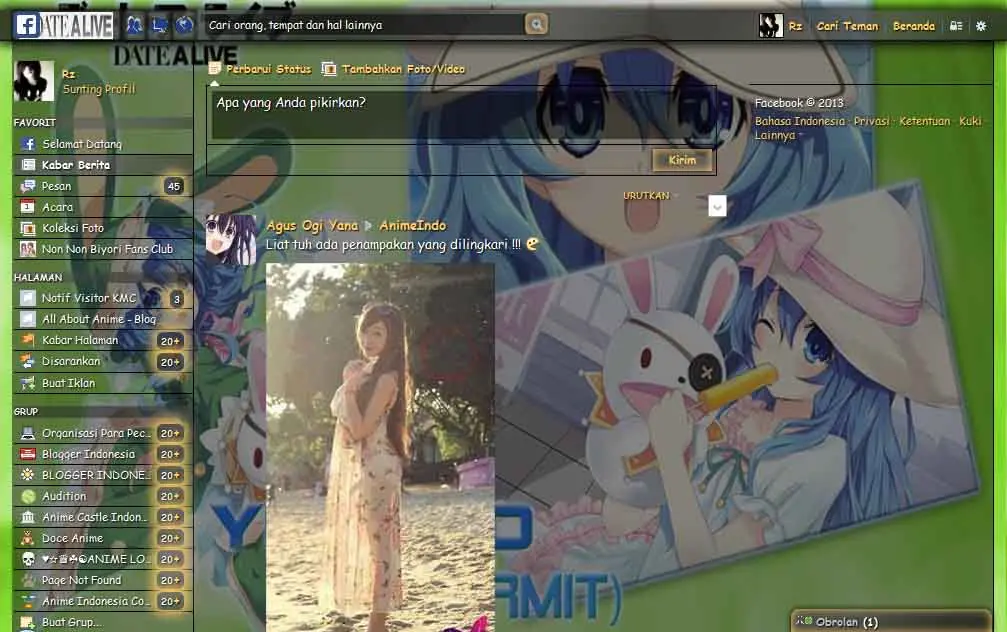 DATE ALIVE
Cari orang, tempat dan hal lainnya
Rz
Cari Teman
Beranda
DATE ALIVE
Rz
Sunting Profil
Perbarui Status
Tambahkan Foto/Video
Apa yang Anda pikirkan?
Kirim
Facebook © 2013
Bahasa Indonesia · Privasi · Ketentuan · Kuki ·
Lainnya
FAVORIT
Selamat Datang
Kabar Berita
Pesan 45
Acara
Koleksi Foto
Non Non Biyori Fans Club
URUTKAN
Agus Ogi Yana
AnimeIndo
Liat tuh ada penampakan yang dilingkari !!!
HALAMAN
Notif Visitor KMC 3
All About Anime - Blog
Kabar Halaman 20+
Disarankan 20+
Buat Iklan
GRUP
Organisasi Para Pec... 20+
Blogger Indonesia 20+
BLOGGER INDONE... 20+
Audition 20+
Anime Castle Indon... 20+
Doce Anime 20+
ANIME LO... 20+
Page Not Found 20+
Anime Indonesia Co... 20+
Buat Grup...
RMIT)
Obrolan (1)